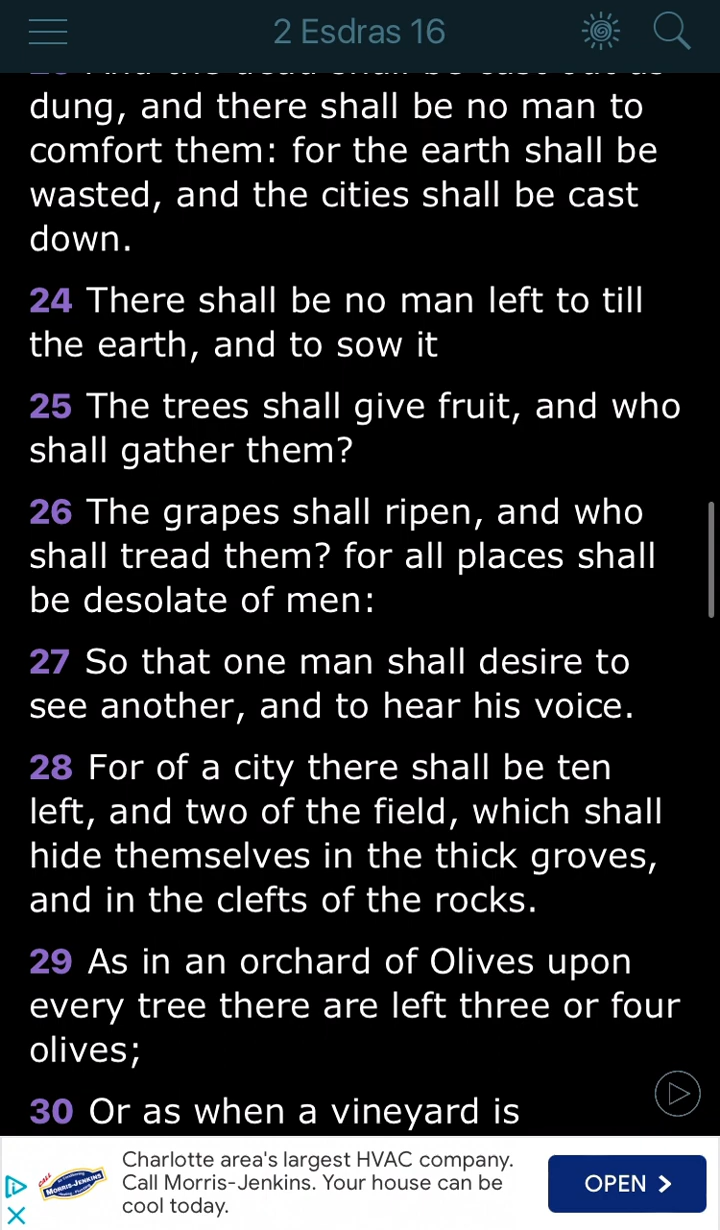 2 Esdras 16
dung, and there shall be no man to
comfort them: for the earth shall be
wasted, and the cities shall be cast
down.
24 There shall be no man left to till
the earth, and to sow it
25 The trees shall give fruit, and who
shall gather them?
26 The grapes shall ripen, and who
shall tread them? for all places shall
be desolate of men:
27 So that one man shall desire to
see another, and to hear his voice.
28 For of a city there shall be ten
left, and two of the field, which shall
hide themselves in the thick groves,
and in the clefts of the rocks.
29 As in an orchard of Olives upon
every tree there are left three or four
olives;
30 Or as when a vineyard is
CALL
MORRIS-JENKINS
Charlotte area's largest HVAC company.
Call Morris-Jenkins. Your house can be
cool today.
OPEN